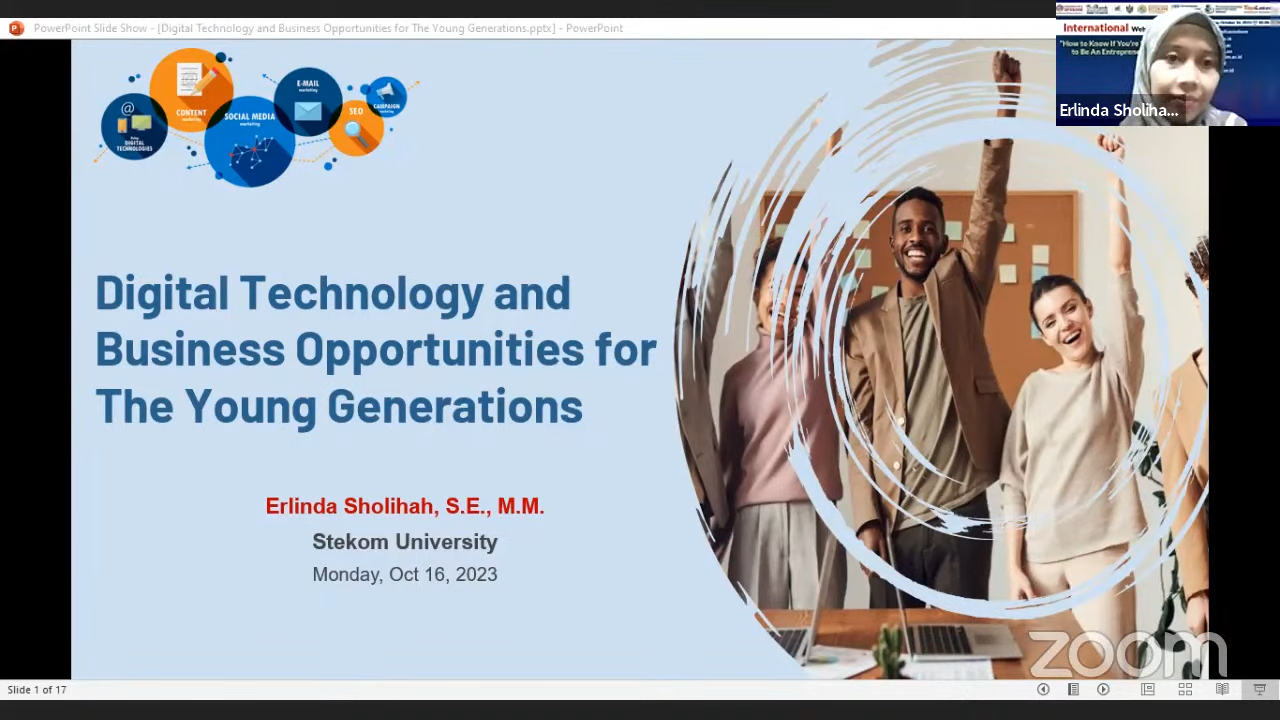 PowerPoint Slide Show - [Digital Technology and Business Opportunities for The Young Generations.pptx] - PowerPoint
International
"How to Know If You're
to Be An Entrepre
Erlinda Sholiha...
@
DIGITAL
TECHNOLOGIES
CONTENT
marketing
SOCIAL MEDIA
marketing
E-MAIL
marketing
SEO
CAMPAIGN
Digital Technology and
Business Opportunities for
The Young Generations
Erlinda Sholihah, S.E., M.M.
Stekom University
Monday, Oct 16, 2023
zoom
Slide 1 of 17